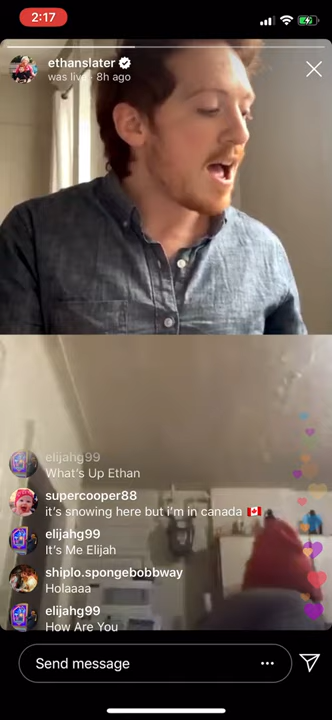 2:17
ethanslater
was live · 8h ago
elijahg99
What's Up Ethan
supercooper88
it's snowing here but i'm in canada 🇨🇦
elijahg99
It's Me Elijah
shiplo.spongebobbway
Holaaaa
elijahg99
How Are You
Send message